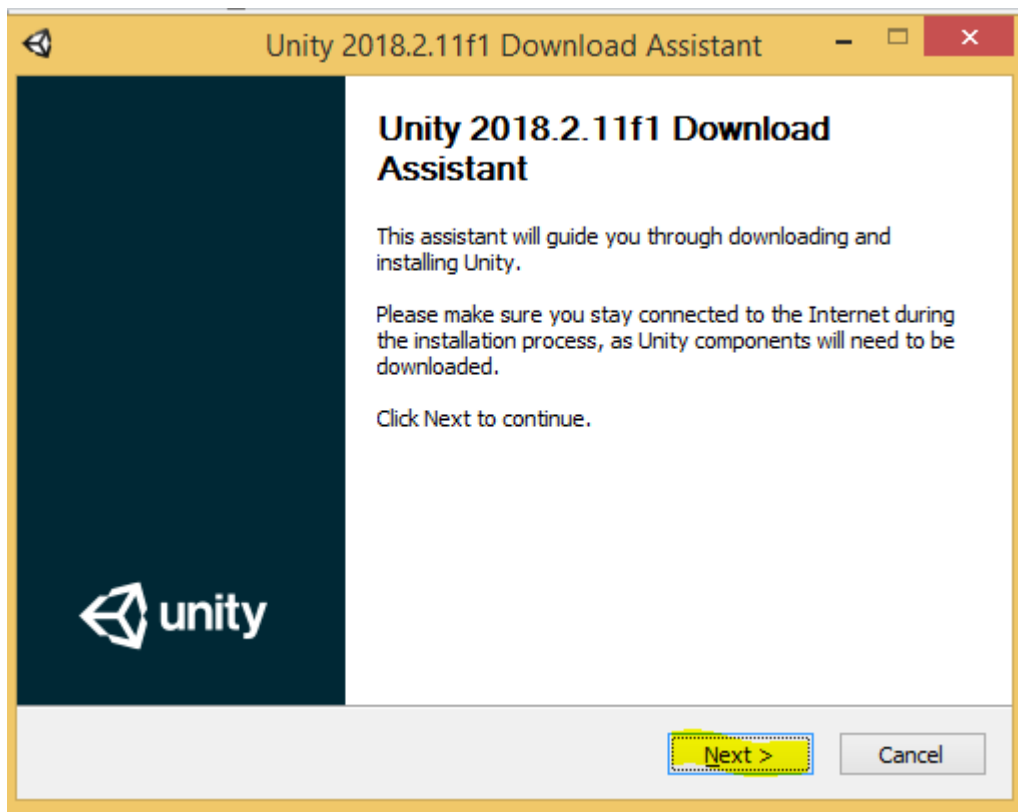 Unity 2018.2.11f1 Download Assistant
Unity 2018.2.11f1 Download
Assistant
This assistant will guide you through downloading and
installing Unity.
Please make sure you stay connected to the Internet during
the installation process, as Unity components will need to be
downloaded.
Click Next to continue.
unity
Next >
Cancel